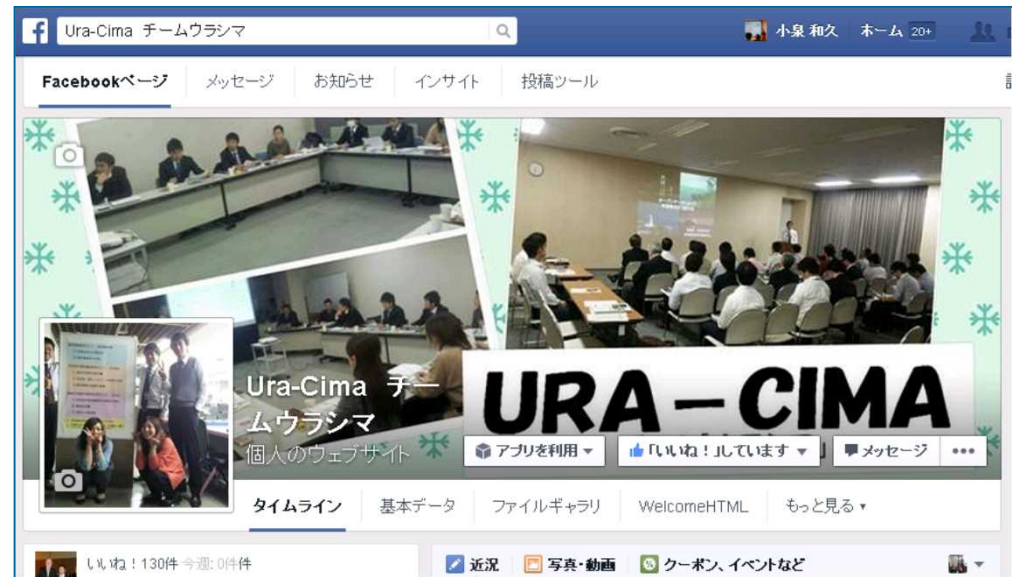 Ura-Cima チームウラシマ
小泉 和久 ホーム 20+
Facebookページ メッセージ お知らせ インサイト 投稿ツール
URA-CIMA
Ura-Cima チー
ムウラシマ
個人のウェブサイト
アプリを利用 「いいね！」しています メッセージ
タイムライン 基本データ ファイルギャラリ WelcomeHTML もっと見る
いいね！130件 今週: 0件件
近況 写真・動画 クーポン、イベントなど